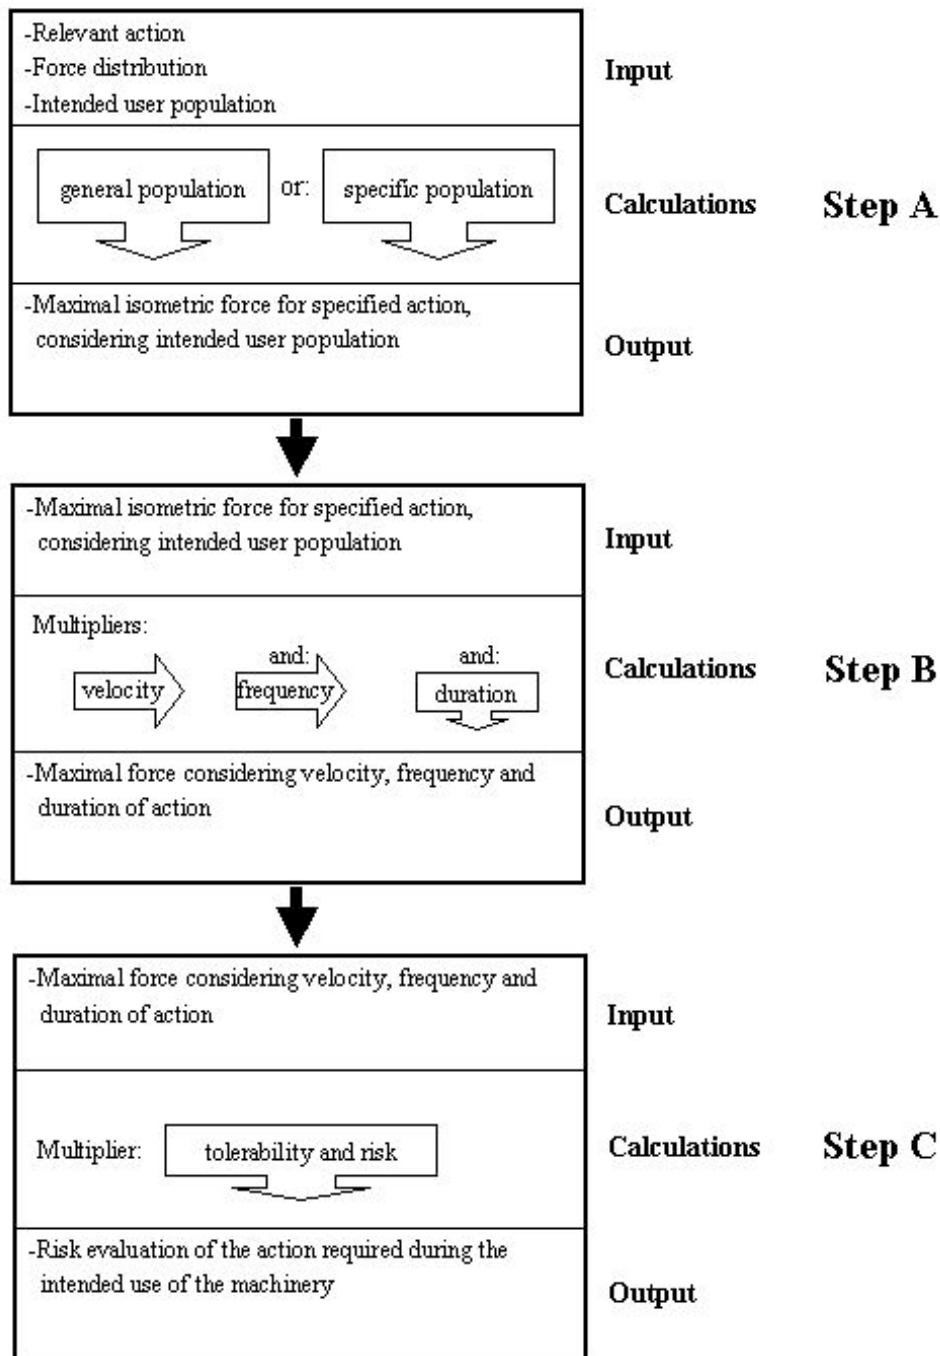 -Relevant action
-Force distribution
-Intended user population
Input
general population
or:
specific population
Calculations
Step A
-Maximal isometric force for specified action,
considering intended user population
Output
-Maximal isometric force for specified action,
considering intended user population
Input
Multipliers:
velocity
and:
frequency
and:
duration
Calculations
Step B
-Maximal force considering velocity, frequency and
duration of action
Output
-Maximal force considering velocity, frequency and
duration of action
Input
Multiplier:
tolerability and risk
Calculations
Step C
-Risk evaluation of the action required during the
intended use of the machinery
Output